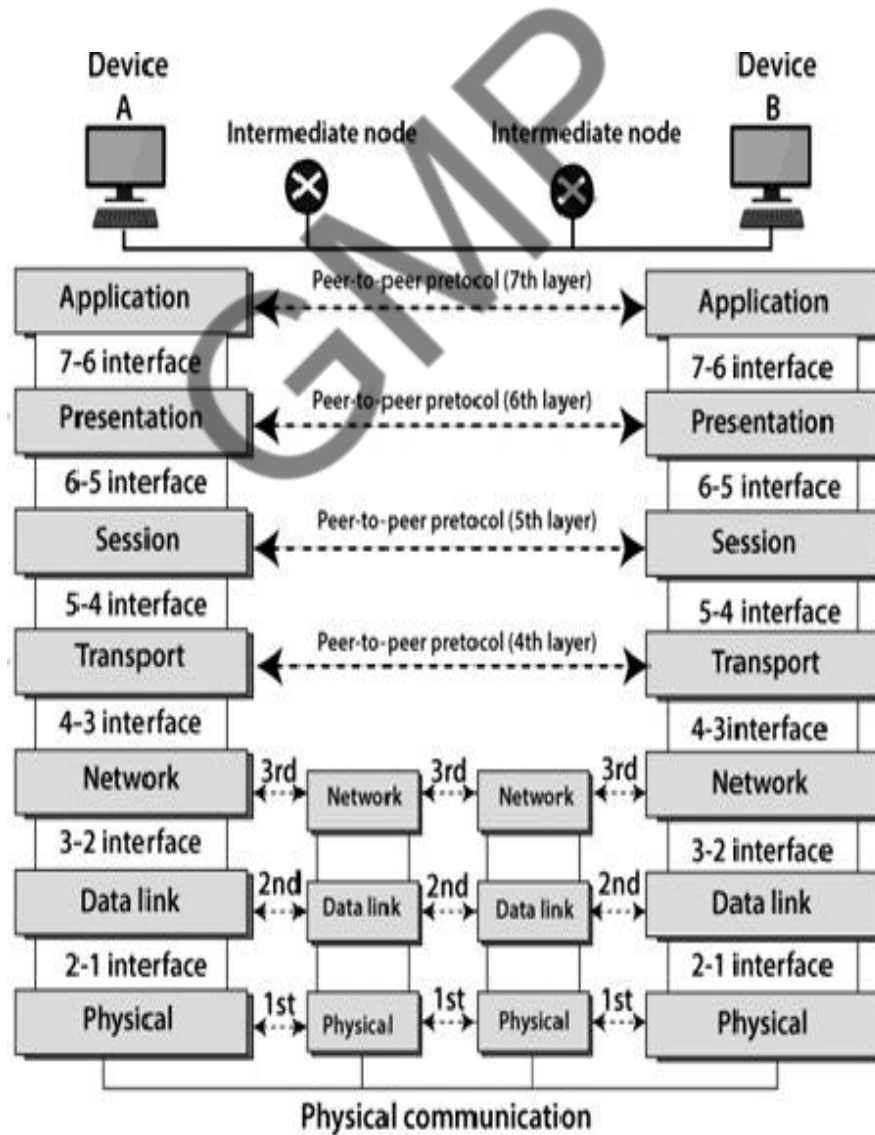 Device
A
Device
B
Intermediate node
Intermediate node
GMP
Application
Peer-to-peer pretocol (7th layer)
Application
7-6 interface
7-6 interface
Presentation
Peer-to-peer pretocol (6th layer)
Presentation
6-5 interface
6-5 interface
Session
Peer-to-peer pretocol (5th layer)
Session
5-4 interface
5-4 interface
Transport
Peer-to-peer pretocol (4th layer)
Transport
4-3 interface
4-3interface
Network
3rd
Network
3rd
Network
3rd
Network
3-2 interface
3-2 interface
Data link
2nd
Data link
2nd
Data link
2nd
Data link
2-1 interface
2-1 interface
Physical
1st
Physical
1st
Physical
1st
Physical
Physical communication